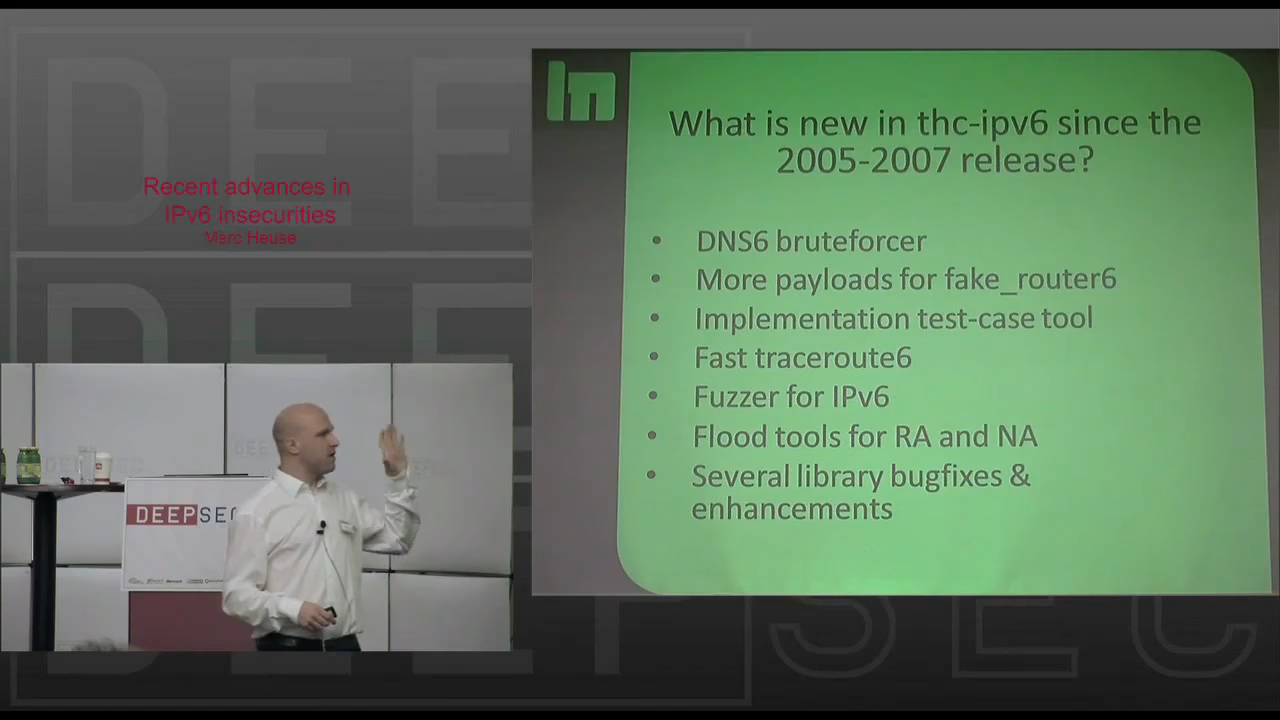 Recent advances in
IPv6 insecurities
Marc Heuse
What is new in thc-ipv6 since the
2005-2007 release?
• DNS6 bruteforcer
• More payloads for fake_router6
• Implementation test-case tool
• Fast traceroute6
• Fuzzer for IPv6
• Flood tools for RA and NA
• Several library bugfixes &
enhancements
DEEPSEC